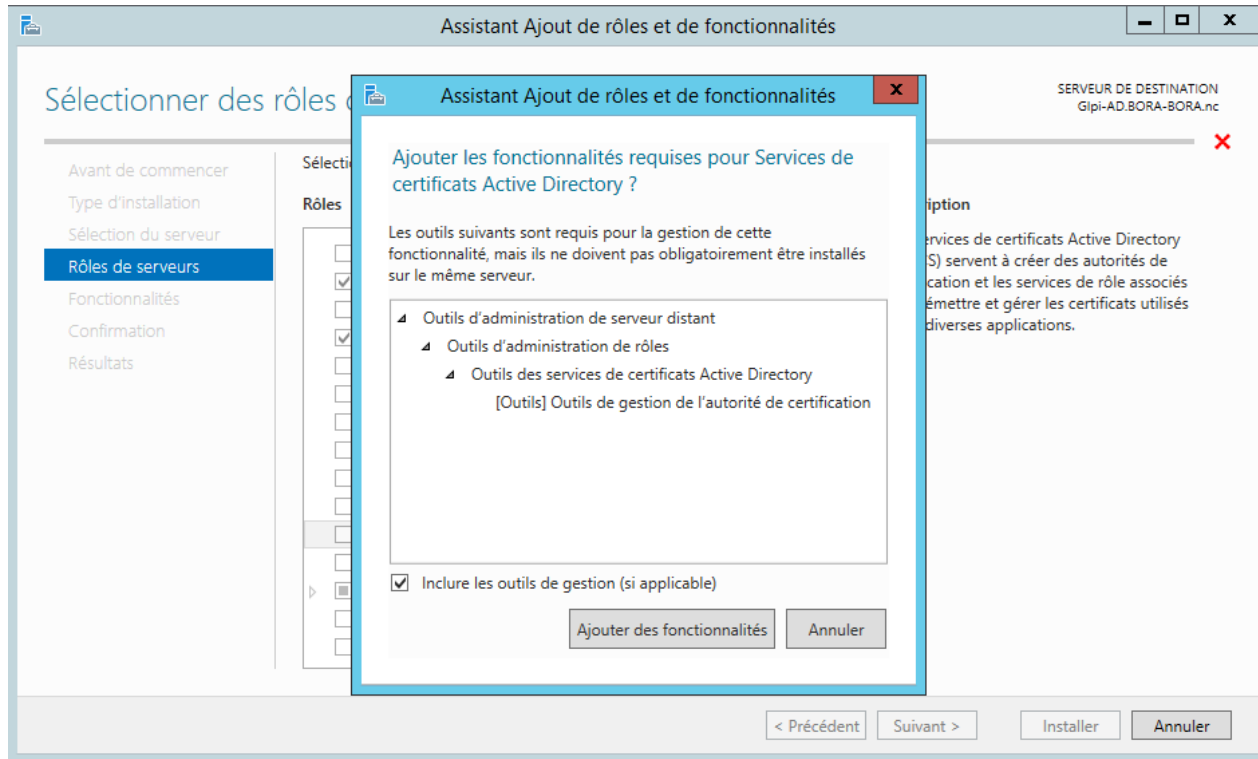 Assistant Ajout de rôles et de fonctionnalités
Sélectionner des rôles
SERVEUR DE DESTINATION
Glpi-AD.BORA-BORA.nc
Avant de commencer
Type d'installation
Sélection du serveur
Rôles de serveurs
Fonctionnalités
Confirmation
Résultats
Rôles
Assistant Ajout de rôles et de fonctionnalités
x
Ajouter les fonctionnalités requises pour Services de
certificats Active Directory ?
Les outils suivants sont requis pour la gestion de cette
fonctionnalité, mais ils ne doivent pas obligatoirement être installés
sur le même serveur.
Outils d'administration de serveur distant
Outils d'administration de rôles
Outils des services de certificats Active Directory
[Outils] Outils de gestion de l'autorité de certification
Inclure les outils de gestion (si applicable)
Ajouter des fonctionnalités
Annuler
de certificats Active Directory
servent à créer des autorités de
et les services de rôle associés
émettre et gérer les certificats utilisés
diverses applications.
< Précédent
Suivant >
Installer
Annuler